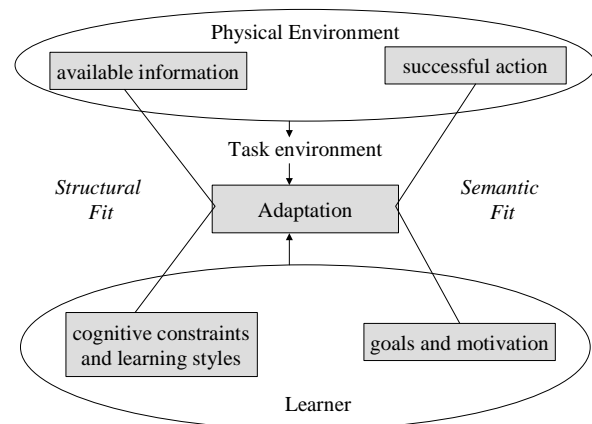 Physical Environment
available information
successful action
Task environment
Structural
Fit
Semantic
Fit
Adaptation
cognitive constraints
and learning styles
goals and motivation
Learner